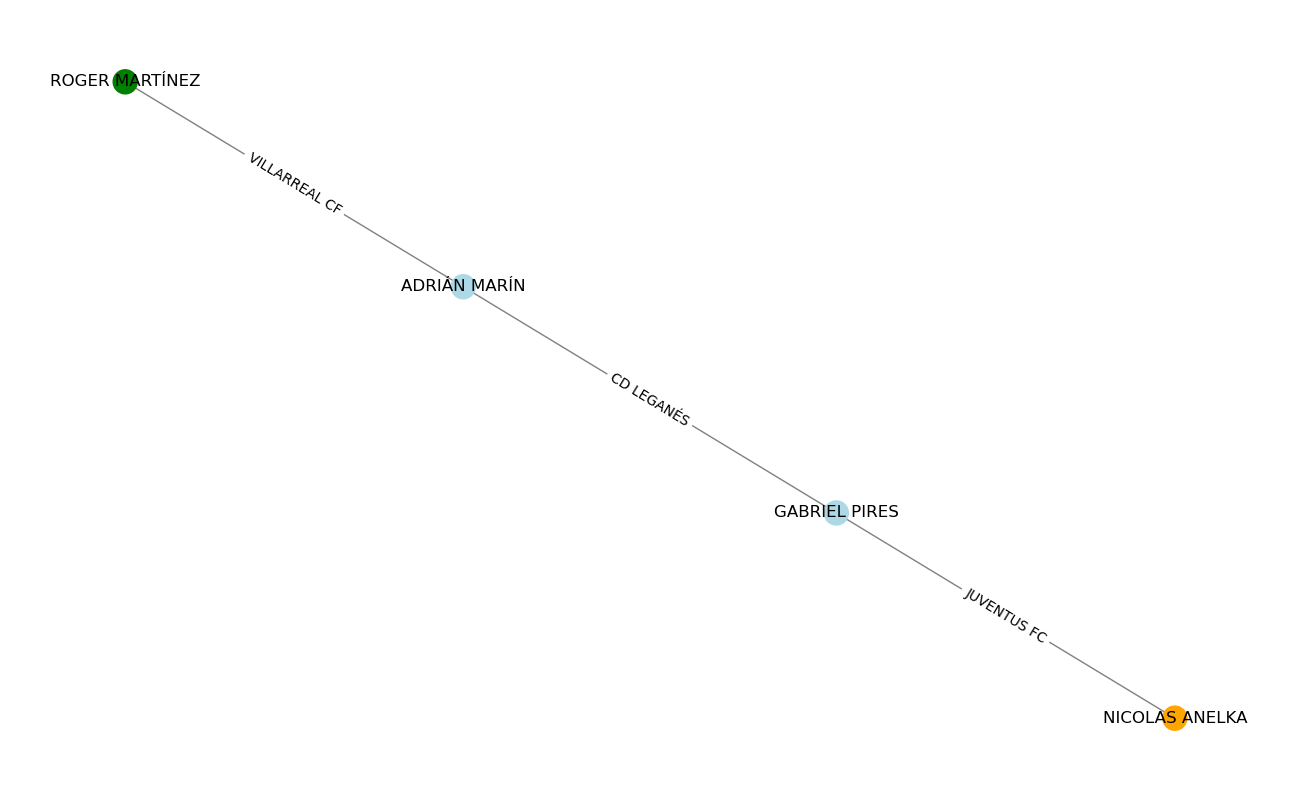 ROGER MARTÍNEZ
VILLARREAL CF
ADRIÁN MARÍN
CD LEGANÉS
GABRIEL PIRES
JUVENTUS FC
NICOLAS ANELKA